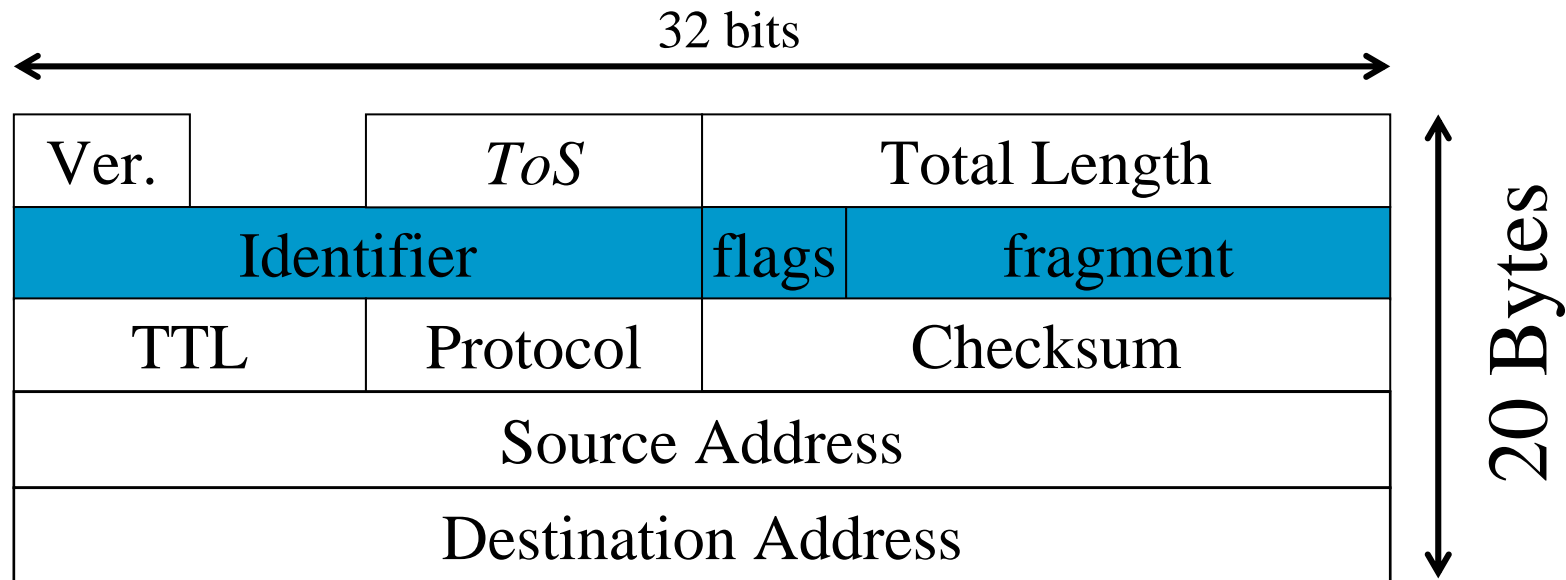 32 bits
Ver. ToS Total Length
Identifier flags fragment
TTL Protocol Checksum
Source Address
Destination Address
20 Bytes